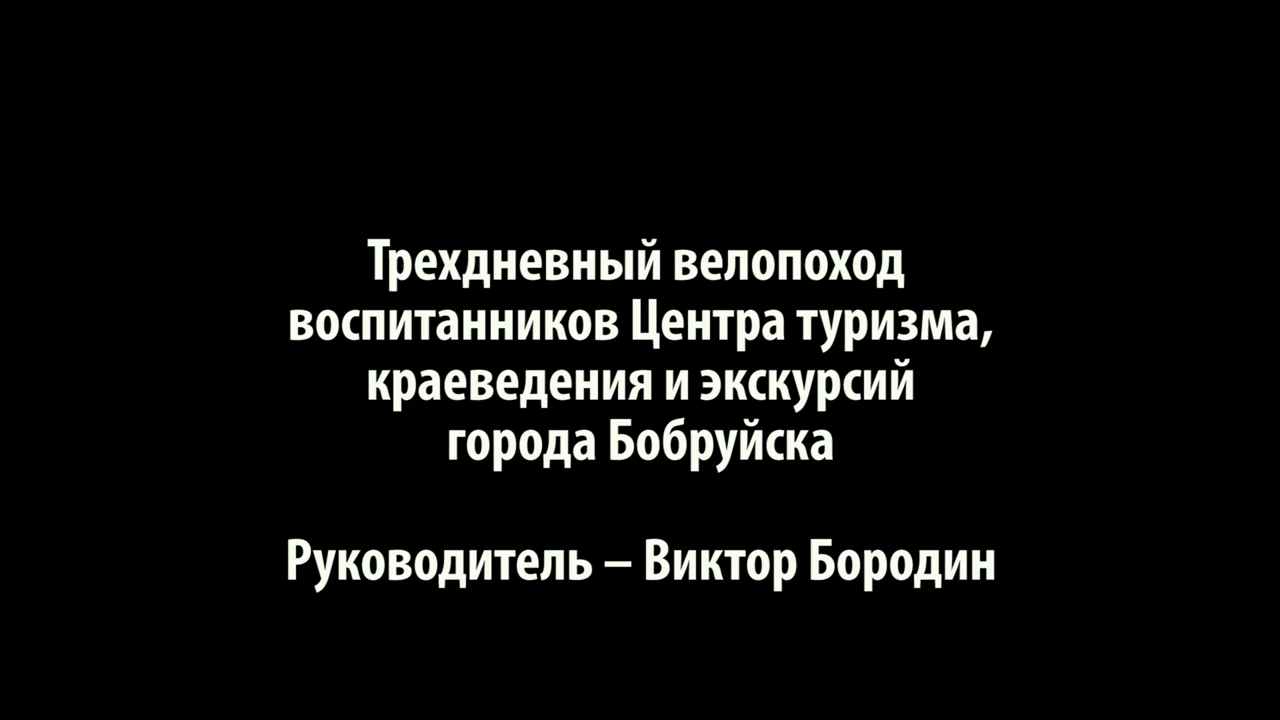 Трехдневный велопоход
воспитанников Центра туризма,
краеведения и экскурсий
города Бобруйска
Руководитель – Виктор Бородин